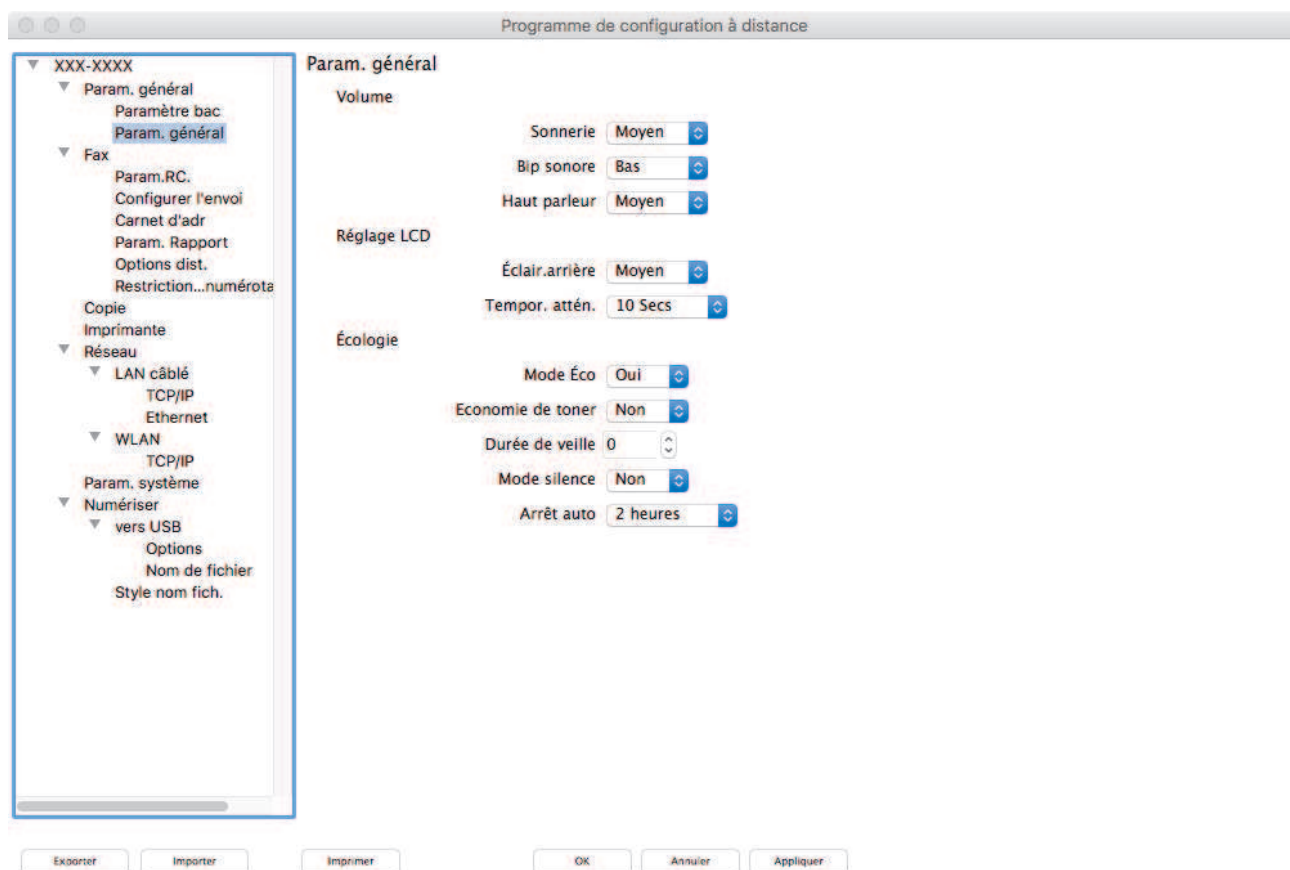 Programme de configuration à distance
XXX-XXXX
Param. général
Paramètre bac
Param. général
Fax
Param.RC.
Configurer l'envoi
Carnet d'adr
Param. Rapport
Options dist.
Restriction...numérota
Copie
Imprimante
Réseau
LAN câblé
TCP/IP
Ethernet
WLAN
TCP/IP
Param. système
Numériser
vers USB
Options
Nom de fichier
Style nom fich.
Param. général
Volume
Sonnerie Moyen
Bip sonore Bas
Haut parleur Moyen
Réglage LCD
Éclair.arrière Moyen
Tempor. attén. 10 Secs
Écologie
Mode Éco Oui
Economie de toner Non
Durée de veille 0
Mode silence Non
Arrêt auto 2 heures
Exporter Importer Imprimer OK Annuler Appliquer